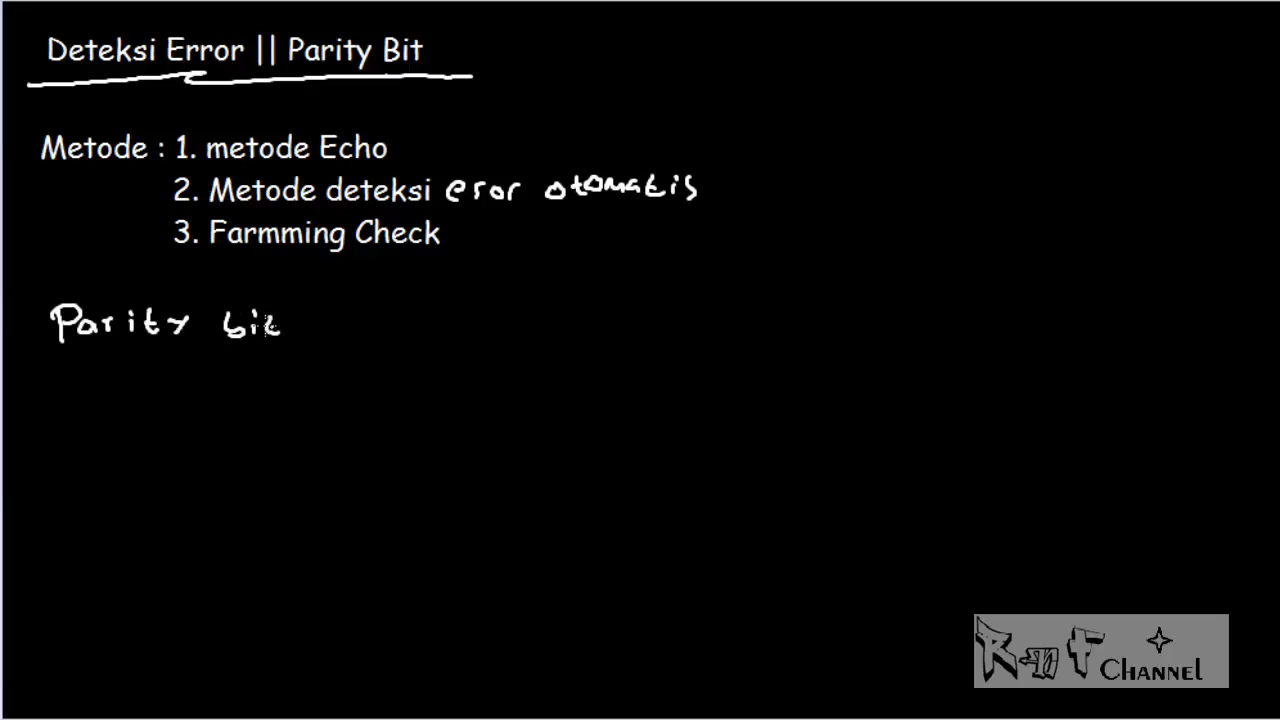 Deteksi Error || Parity Bit
Metode : 1. metode Echo
2. Metode deteksi eror otomatis
3. Farmming Check
Parity bit
CHANNEL